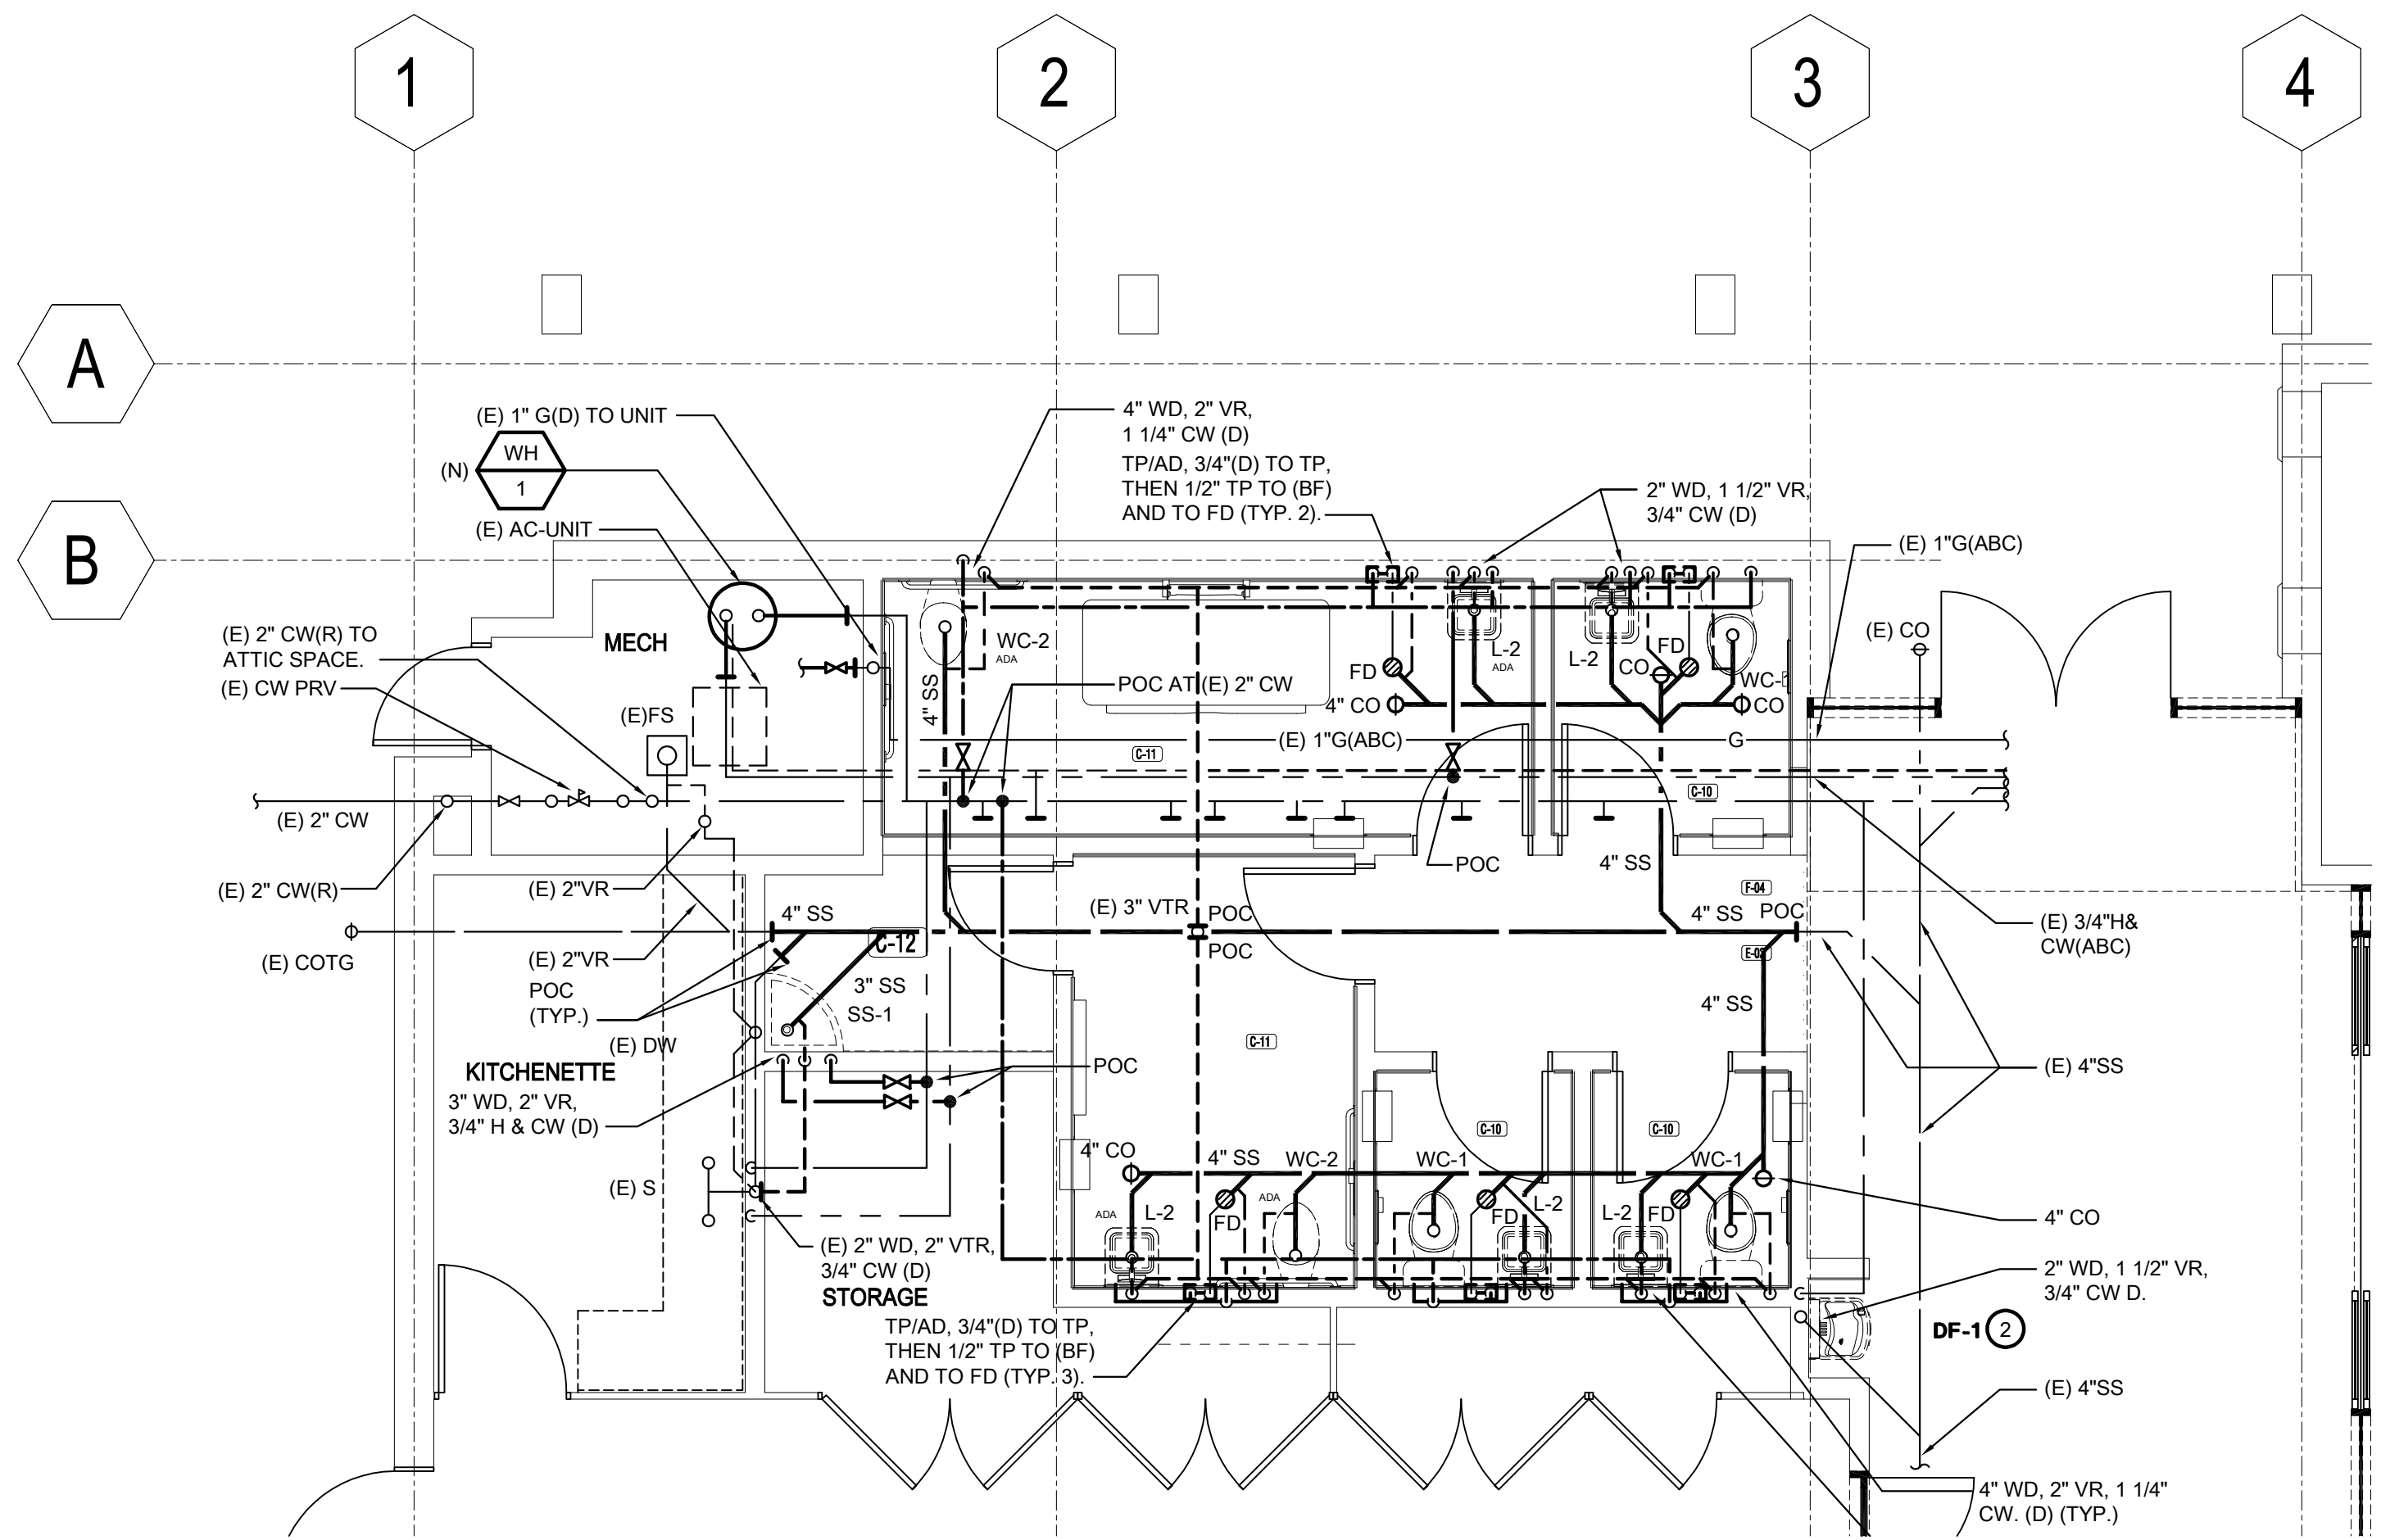 1
2
3
4
A
B
(E) 1" G(D) TO UNIT
(N)
WH
1
(E) AC-UNIT
4" WD, 2" VR,
1 1/4" CW (D)
TP/AD, 3/4"(D) TO TP,
THEN 1/2" TP TO (BF)
AND TO FD (TYP. 2).
2" WD, 1 1/2" VR,
3/4" CW (D)
(E) 1"G(ABC)
(E) 2" CW(R) TO
ATTIC SPACE.
(E) CW PRV
MECH
(E)FS
4" SS
WC-2
ADA
POC AT (E) 2" CW
FD
L-2
ADA
L-2
CO
FD
WC-
4" CO
CO
(E) CO
(E) 1"G(ABC)
G
C-11
C-10
(E) 2" CW
POC
4" SS
(E) 2" CW(R)
(E) 2"VR
(E) 3" VTR
POC
POC
F-04
4" SS
POC
4" SS
C-12
(E) COTG
(E) 2"VR
POC
(TYP.)
(E) DW
3" SS
SS-1
E-03
(E) 3/4"H&
CW(ABC)
4" SS
C-11
KITCHENETTE
3" WD, 2" VR,
3/4" H & CW (D)
POC
(E) 4"SS
C-10
C-10
4" CO
4" SS
WC-2
WC-1
WC-1
(E) S
ADA
L-2
FD
ADA
FD
L-2
L-2
FD
4" CO
(E) 2" WD, 2" VTR,
3/4" CW (D)
STORAGE
TP/AD, 3/4"(D) TO TP,
THEN 1/2" TP TO (BF)
AND TO FD (TYP. 3).
2" WD, 1 1/2" VR,
3/4" CW D.
DF-1
2
(E) 4"SS
4" WD, 2" VR, 1 1/4"
CW. (D) (TYP.)